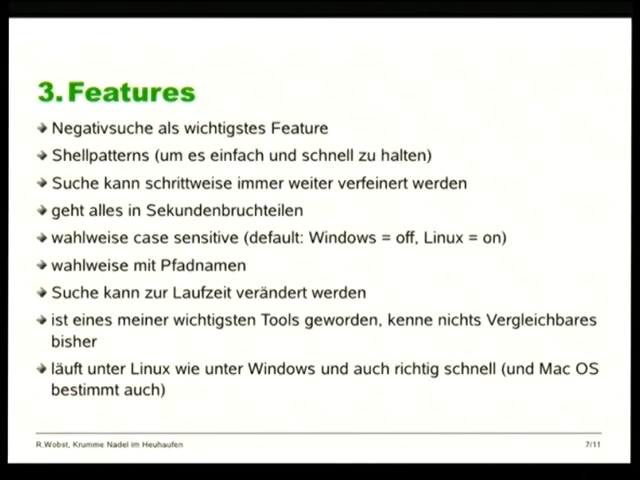 3. Features
Negativsuche als wichtigstes Feature
Shellpatterns (um es einfach und schnell zu halten)
Suche kann schrittweise immer weiter verfeinert werden
geht alles in Sekundenbruchteilen
wahlweise case sensitive (default: Windows = off, Linux = on)
wahlweise mit Pfadnamen
Suche kann zur Laufzeit verändert werden
ist eines meiner wichtigsten Tools geworden, kenne nichts Vergleichbares
bisher
läuft unter Linux wie unter Windows und auch richtig schnell (und Mac OS
bestimmt auch)
R.Wobst, Krumme Nadel im Heuhaufen 7/11